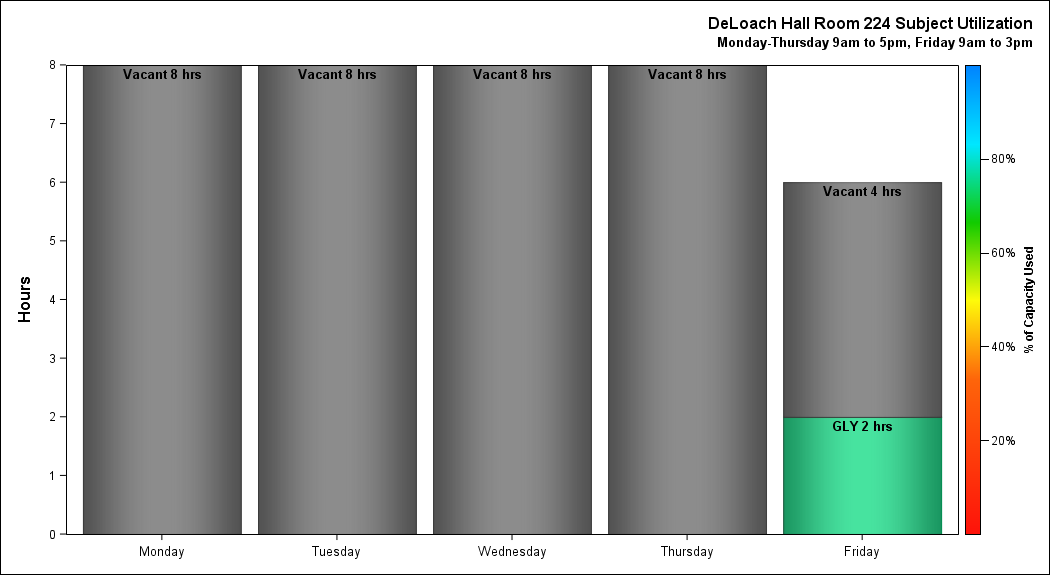 DeLoach Hall Room 224 Subject Utilization
Monday-Thursday 9am to 5pm, Friday 9am to 3pm
Hours
8
7
6
5
4
3
2
1
0
Vacant 8 hrs
Vacant 8 hrs
Vacant 8 hrs
Vacant 8 hrs
Vacant 4 hrs
GLY 2 hrs
Monday
Tuesday
Wednesday
Thursday
Friday
80%
60%
40%
20%
% of Capacity Used